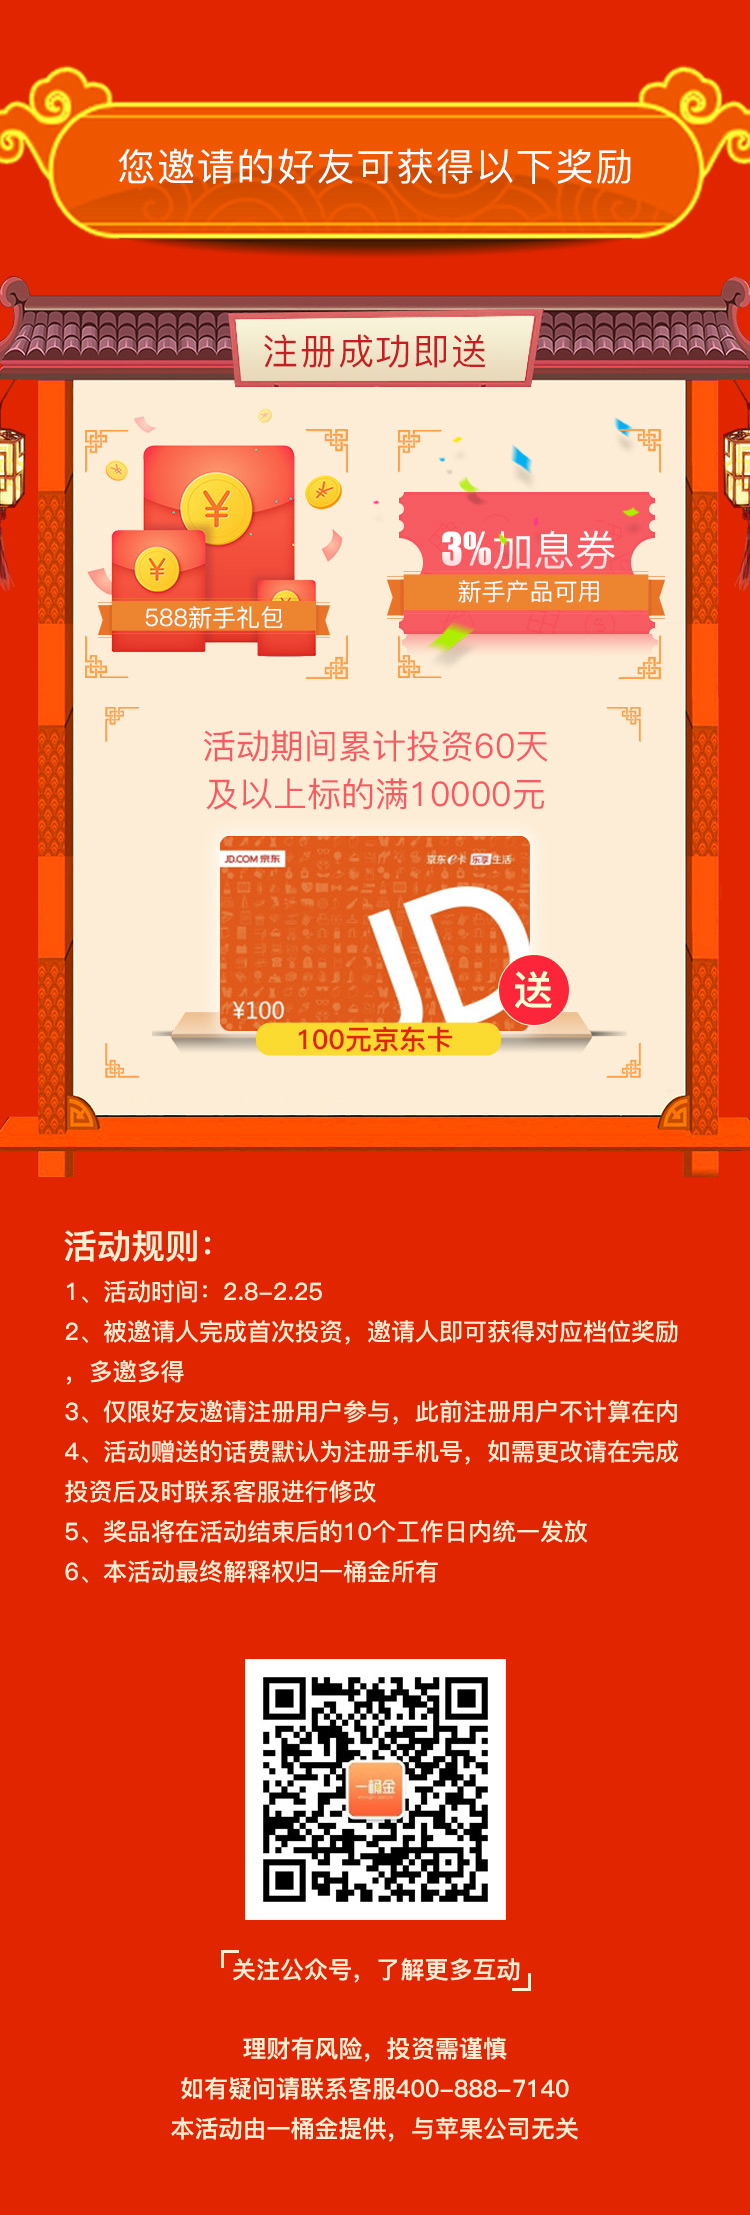 您邀请的好友可获得以下奖励
注册成功即送
588新手礼包
3%加息券
新手产品可用
活动期间累计投资60天
及以上标的满10000元
JD.COM 京东
京东e卡 乐享生活
JD
¥100
送
100元京东卡
活动规则：
1、活动时间：2.8-2.25
2、被邀请人完成首次投资，邀请人即可获得对应档位奖励
，多邀多得
3、仅限好友邀请注册用户参与，此前注册用户不计算在内
4、活动赠送的话费默认为注册手机号，如需更改请在完成
投资后及时联系客服进行修改
5、奖品将在活动结束后的10个工作日内统一发放
6、本活动最终解释权归一桶金所有
一桶金
「关注公众号，了解更多互动」
理财有风险，投资需谨慎
如有疑问请联系客服400-888-7140
本活动由一桶金提供，与苹果公司无关